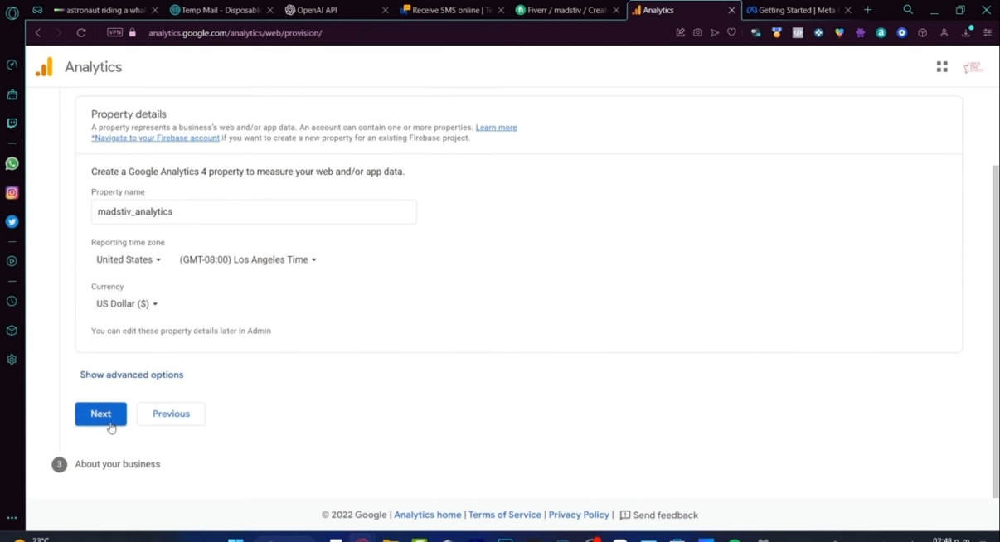 astronaut riding a wha
Temp Mail - Disposabl
OpenAI API
Receive SMS online | Te
Fiverr / madstiv / Creat
Analytics
Getting Started | Meta
VPN
analytics.google.com/analytics/web/provision/
Analytics
Property details
A property represents a business's web and/or app data. An account can contain one or more properties. Learn more
*Navigate to your Firebase account if you want to create a new property for an existing Firebase project.
Create a Google Analytics 4 property to measure your web and/or app data.
Property name
madstiv_analytics
Reporting time zone
United States
(GMT-08:00) Los Angeles Time
Currency
US Dollar ($)
You can edit these property details later in Admin
Show advanced options
Next
Previous
3
About your business
© 2022 Google | Analytics home | Terms of Service | Privacy Policy | Send feedback
23°C
02:48 p. m.